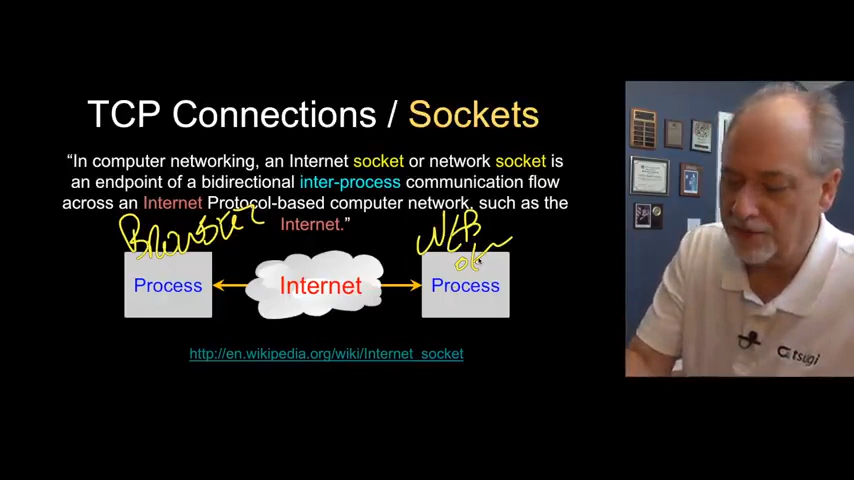 TCP Connections / Sockets
“In computer networking, an Internet socket or network socket is
an endpoint of a bidirectional inter-process communication flow
across an Internet Protocol-based computer network, such as the
Internet.”
Browser
WEB
Process
Internet
Process
http://en.wikipedia.org/wiki/Internet_socket
tsugi